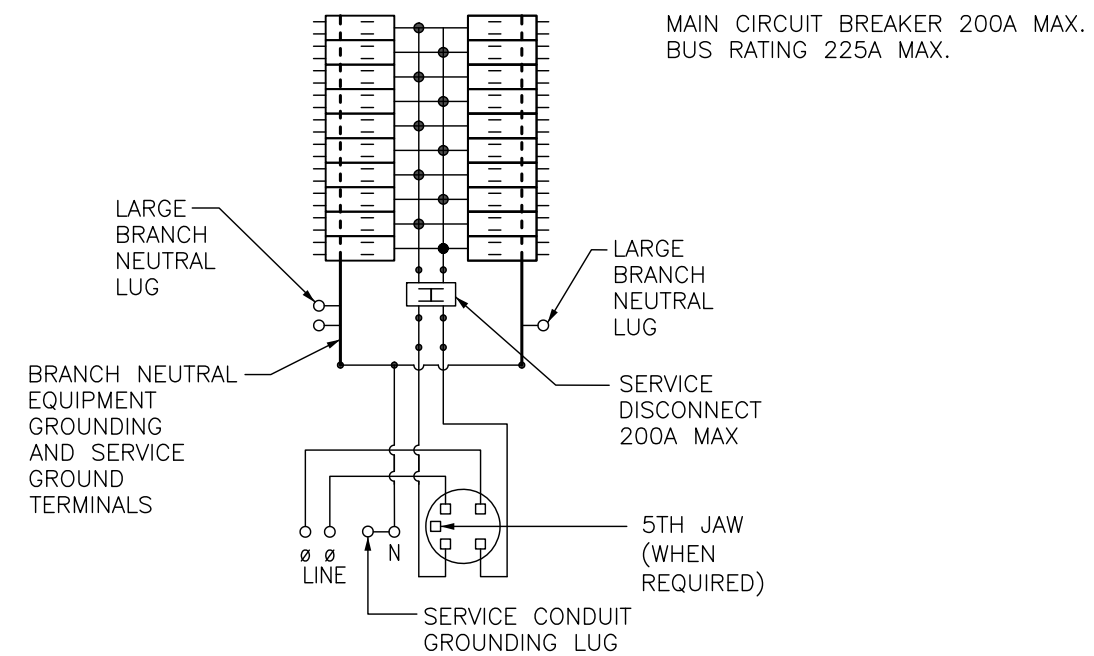 MAIN CIRCUIT BREAKER 200A MAX.
BUS RATING 225A MAX.
LARGE
BRANCH
NEUTRAL
LUG
LARGE
BRANCH
NEUTRAL
LUG
BRANCH NEUTRAL
EQUIPMENT
GROUNDING
AND SERVICE
GROUND
TERMINALS
SERVICE
DISCONNECT
200A MAX
5TH JAW
(WHEN
REQUIRED)
ø ø
LINE
N
SERVICE CONDUIT
GROUNDING LUG